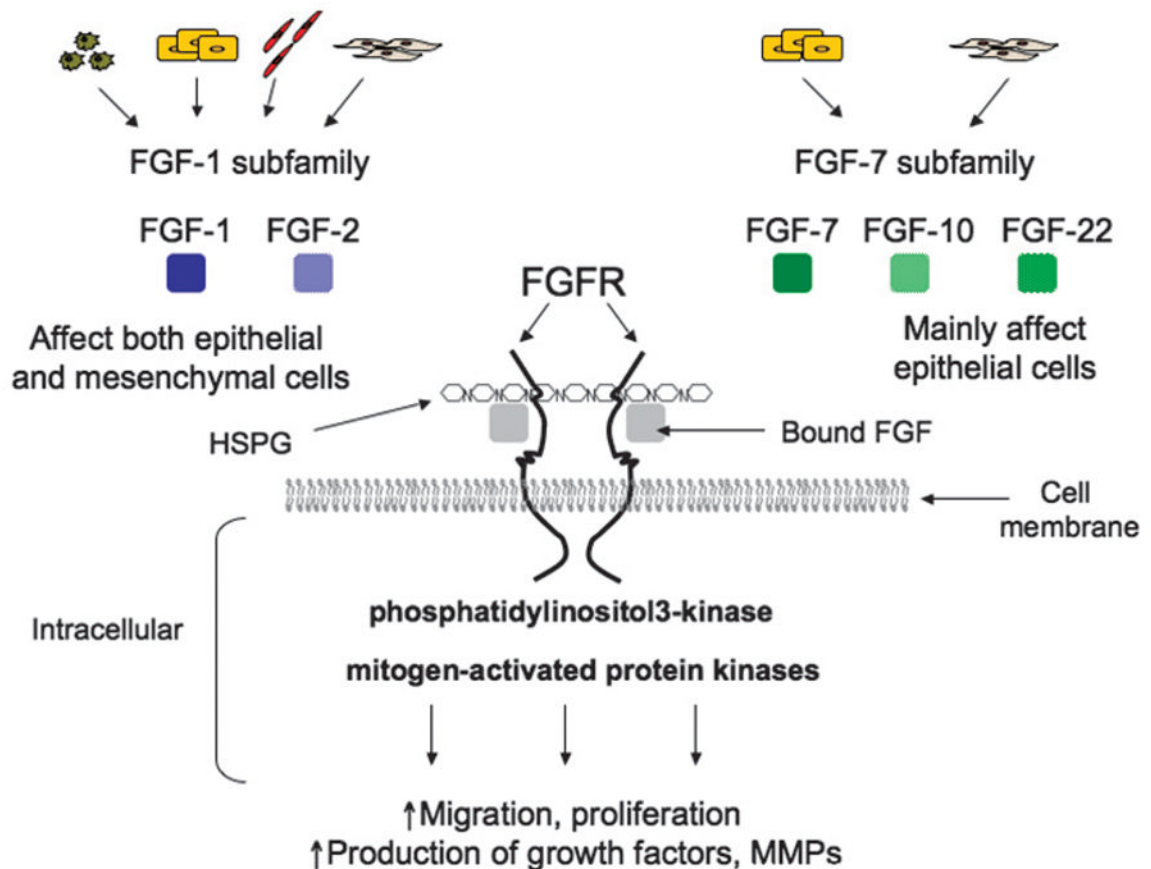 FGF-1 subfamily
FGF-7 subfamily
FGF-1
FGF-2
FGF-7
FGF-10
FGF-22
FGFR
Affect both epithelial
and mesenchymal cells
Mainly affect
epithelial cells
N N N N N N N N
HSPG
Bound FGF
Cell
membrane
Intracellular
phosphatidylinositol3-kinase
mitogen-activated protein kinases
↑Migration, proliferation
↑Production of growth factors, MMPs